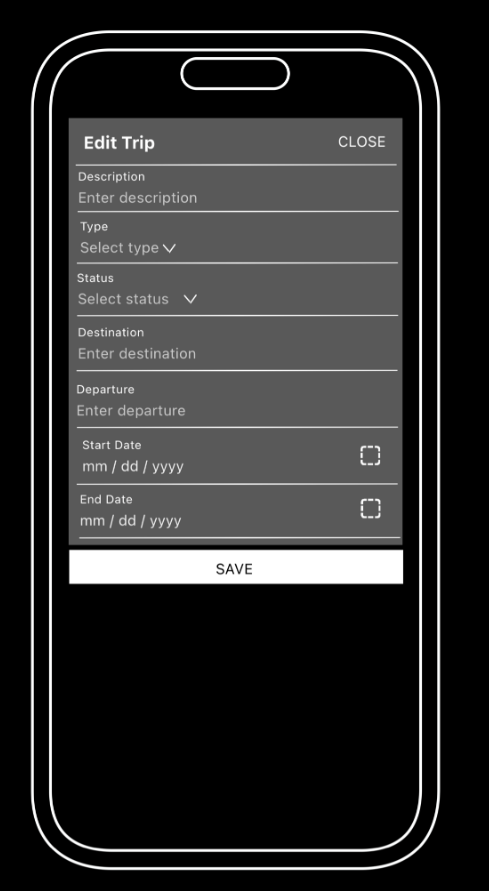 Edit Trip CLOSE
Description
Enter description
Type
Select type
Status
Select status
Destination
Enter destination
Departure
Enter departure
Start Date
mm / dd / yyyy
End Date
mm / dd / yyyy
SAVE